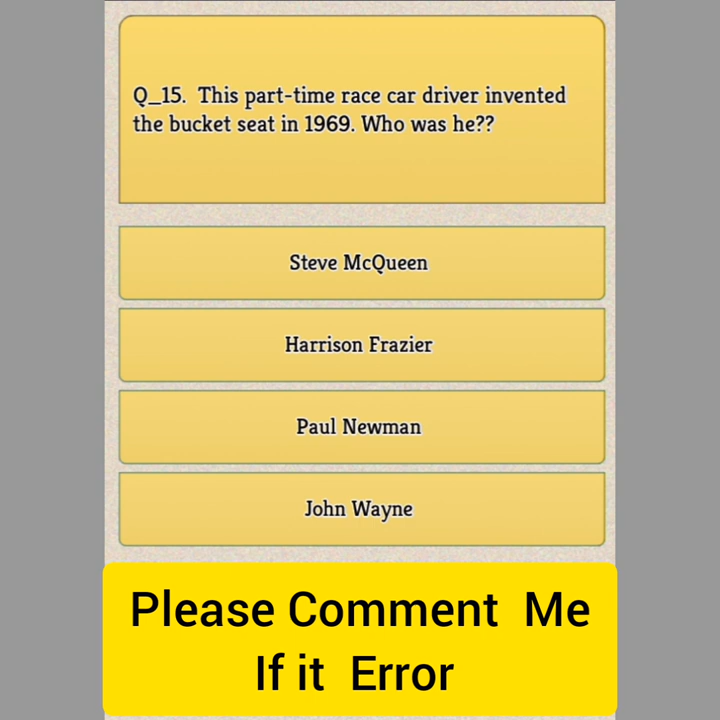 Q_15. This part-time race car driver invented
the bucket seat in 1969. Who was he??
Steve McQueen
Harrison Frazier
Paul Newman
John Wayne
Please Comment Me
If it Error